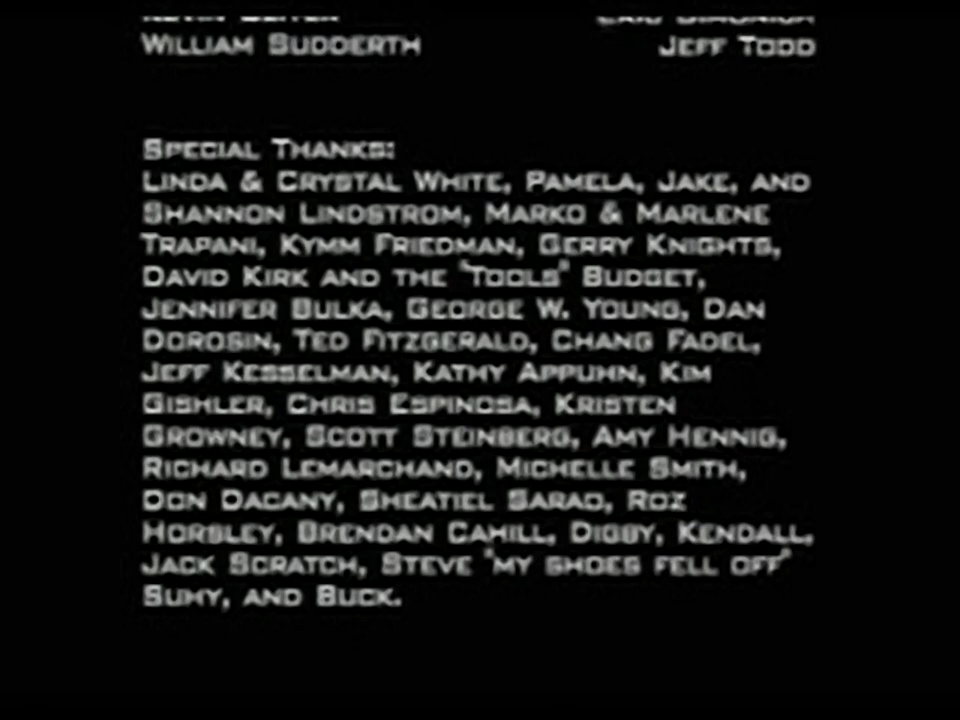 WILLIAM SUDDERTH JEFF TODD
SPECIAL THANKS:
LINDA & CRYSTAL WHITE, PAMELA, JAKE, AND
SHANNON LINDSTROM, MARKO & MARLENE
TRAPANI, KYMM FRIEDMAN, GERRY KNIGHTS,
DAVID KIRK AND THE "TOOLS" BUDGET,
JENNIFER BULKA, GEORGE W. YOUNG, DAN
DOROSIN, TED FITZGERALD, CHANG FADEL,
JEFF KESSELMAN, KATHY APPUHN, KIM
GISHLER, CHRIS ESPINOSA, KRISTEN
GROWNEY, SCOTT STEINBERG, AMY HENNIG,
RICHARD LEMARCHAND, MICHELLE SMITH,
DON DACANY, SHEATIEL SARAO, ROZ
HORSLEY, BRENDAN CAHILL, DIGBY, KENDALL,
JACK SCRATCH, STEVE "MY SHOES FELL OFF"
SUHY, AND BUCK.